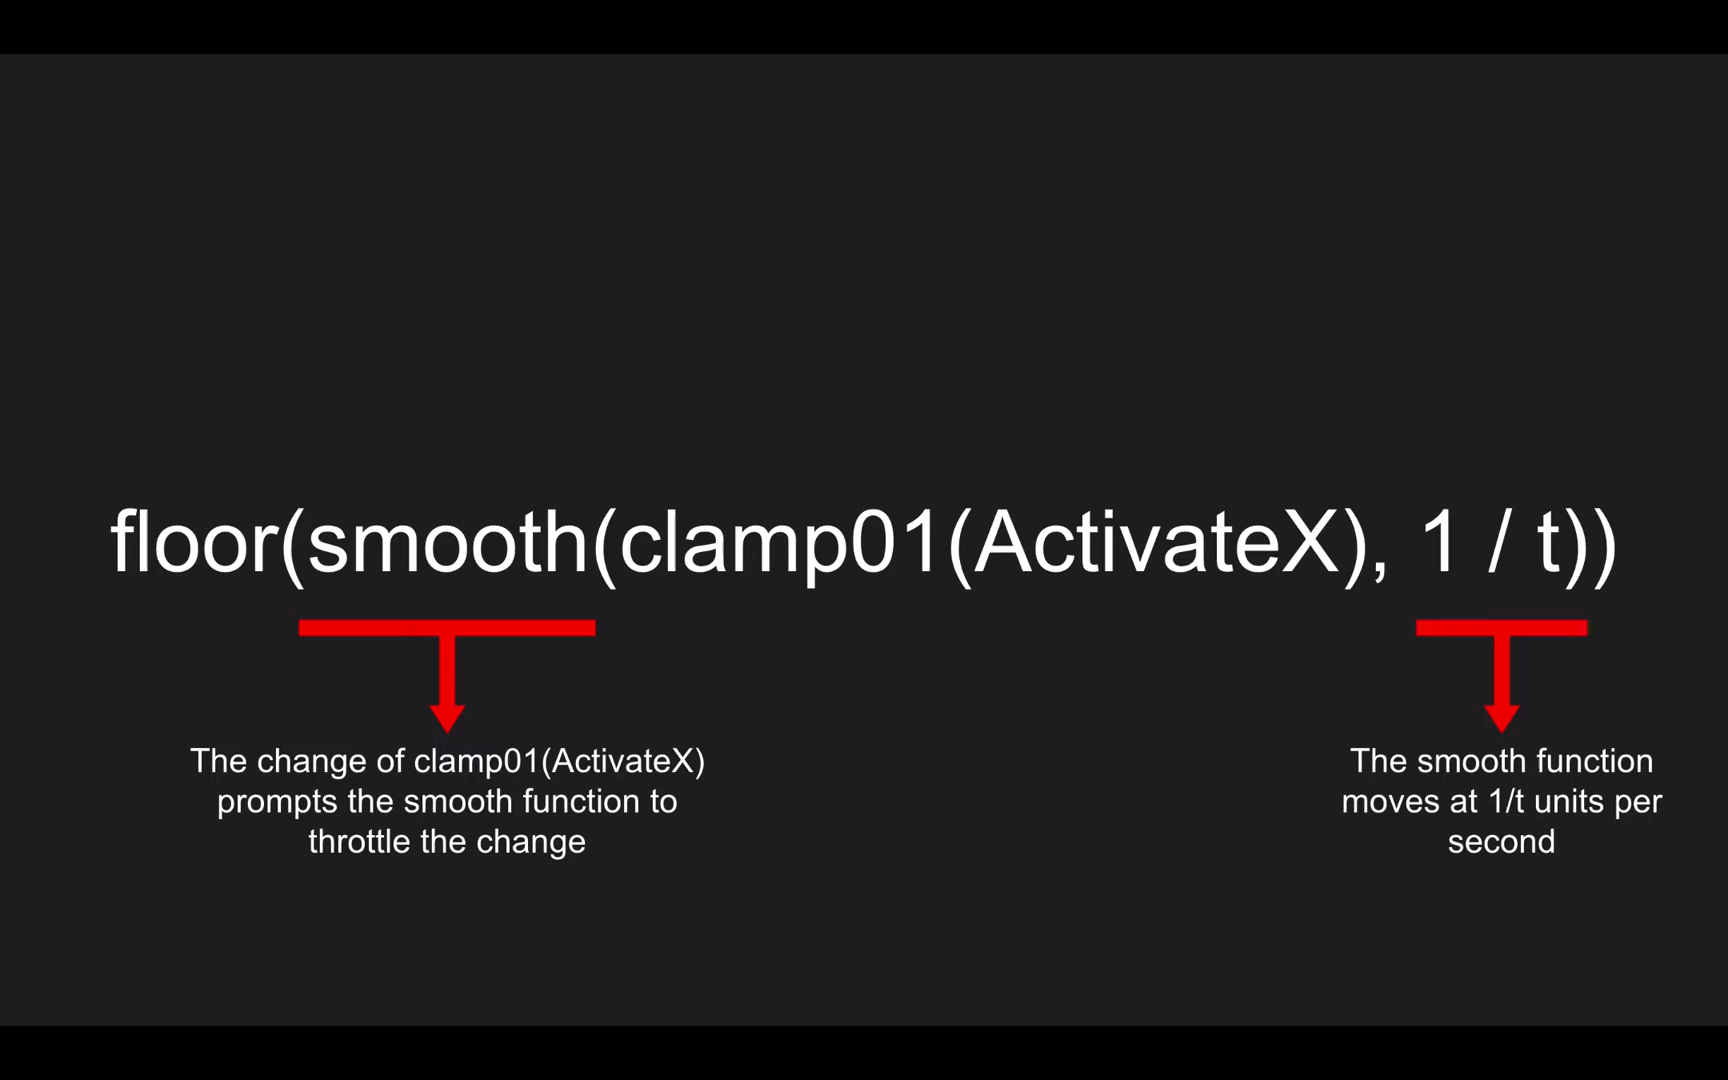 floor(smooth(clamp01(ActivateX), 1 / t))
The change of clamp01(ActivateX)
prompts the smooth function to
throttle the change
The smooth function
moves at 1/t units per
second